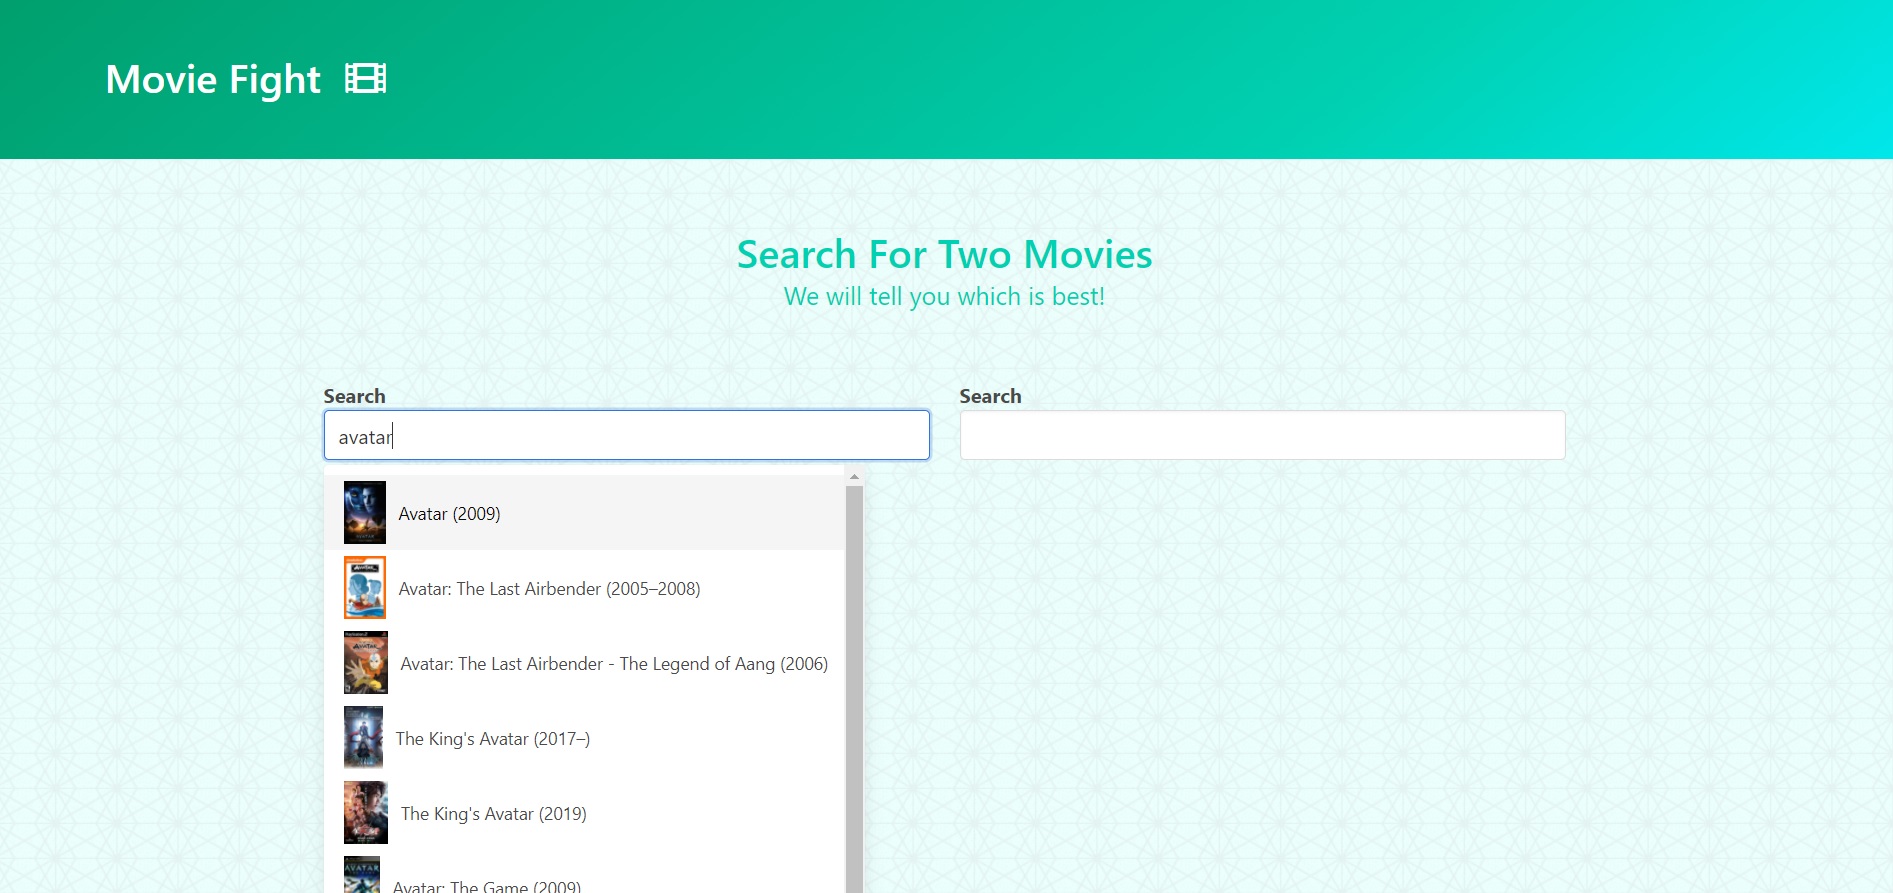 Movie Fight
Search For Two Movies
We will tell you which is best!
Search
avatar
Search
Avatar (2009)
Avatar: The Last Airbender (2005–2008)
Avatar: The Last Airbender - The Legend of Aang (2006)
The King's Avatar (2017–)
The King's Avatar (2019)
AVATAR
Avatar: The Game (2009)